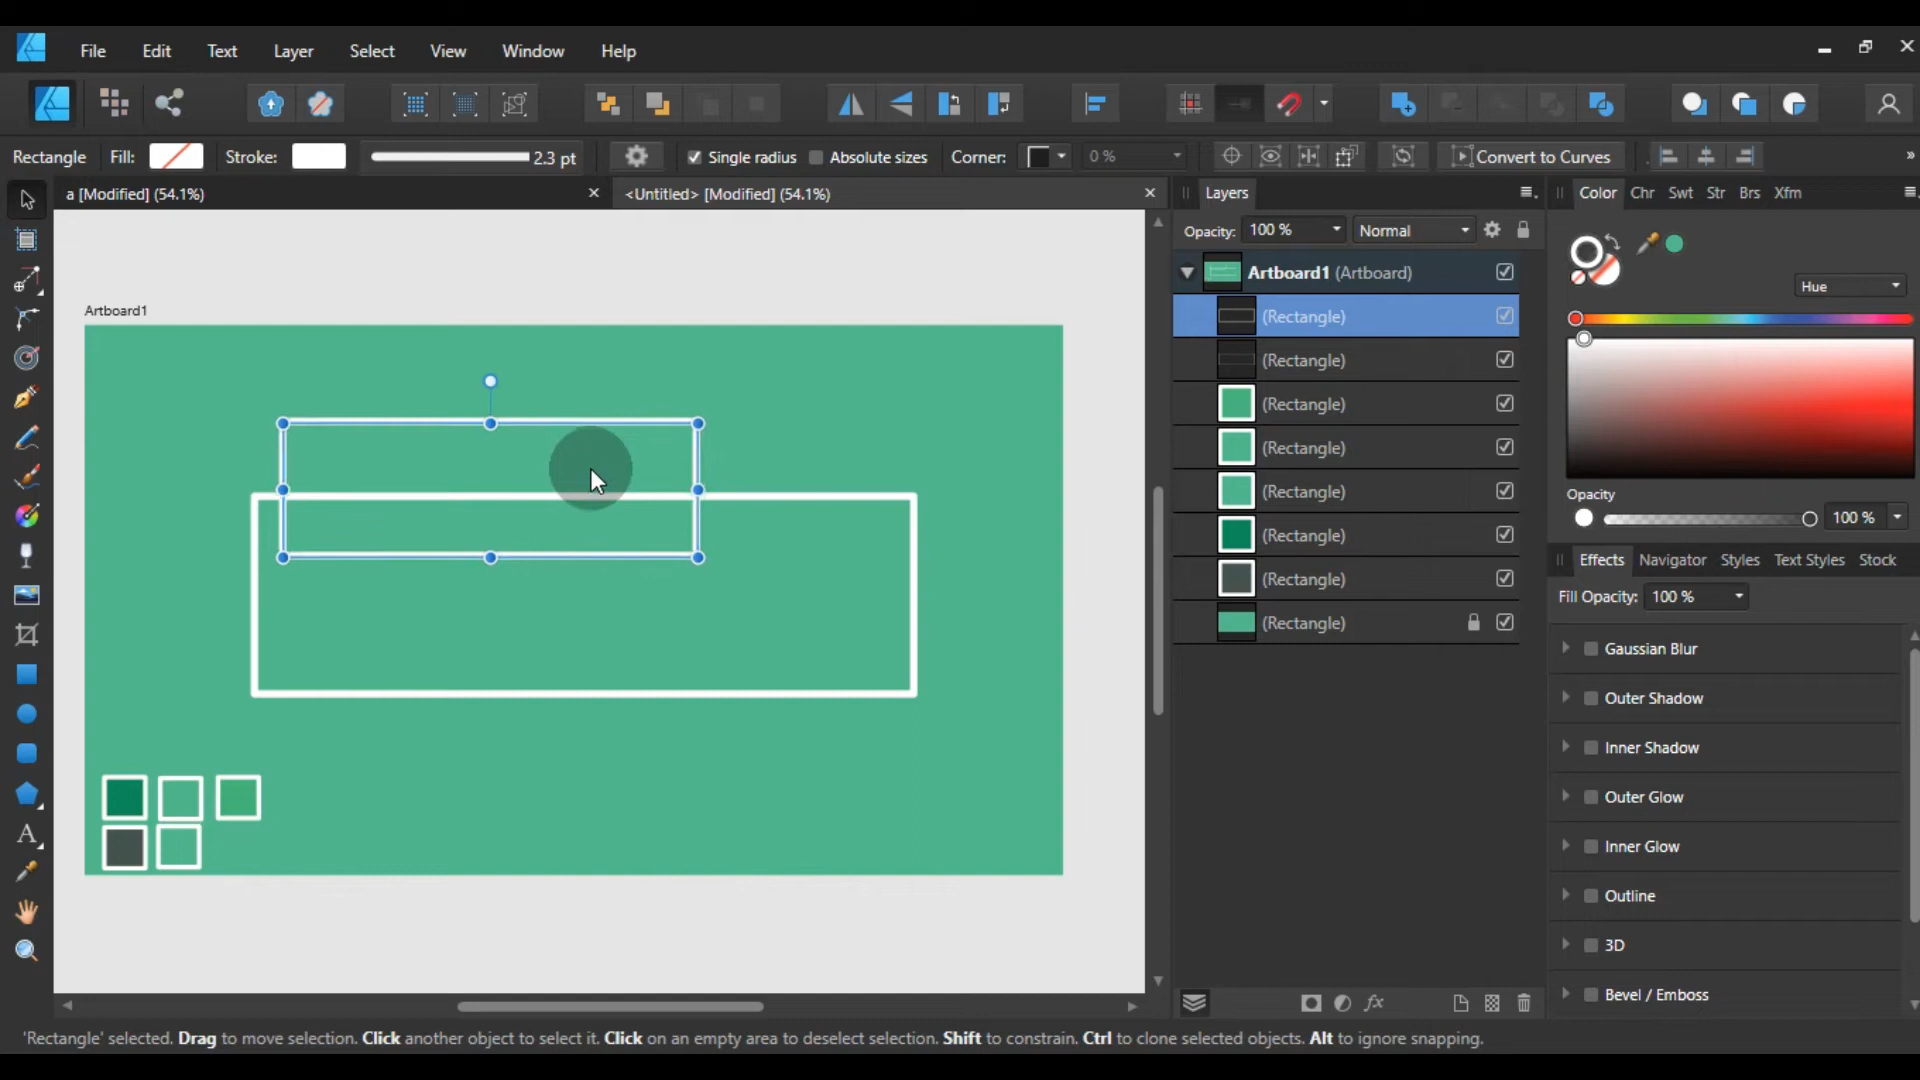 File Edit Text Layer Select View Window Help
Rectangle Fill: Stroke: 2.3 pt Single radius Absolute sizes Corner: 0 % Convert to Curves
a [Modified] (54.1%) <Untitled> [Modified] (54.1%)
Layers
Opacity: 100 % Normal
Artboard1 (Artboard)
(Rectangle)
(Rectangle)
(Rectangle)
(Rectangle)
(Rectangle)
(Rectangle)
(Rectangle)
(Rectangle)
Color Chr Swt Str Brs Xfm
Hue
Opacity
100 %
Effects Navigator Styles Text Styles Stock
Fill Opacity: 100 %
Gaussian Blur
Outer Shadow
Inner Shadow
Outer Glow
Inner Glow
Outline
3D
Bevel / Emboss
Artboard1
'Rectangle' selected. Drag to move selection. Click another object to select it. Click on an empty area to deselect selection. Shift to constrain. Ctrl to clone selected objects. Alt to ignore snapping.